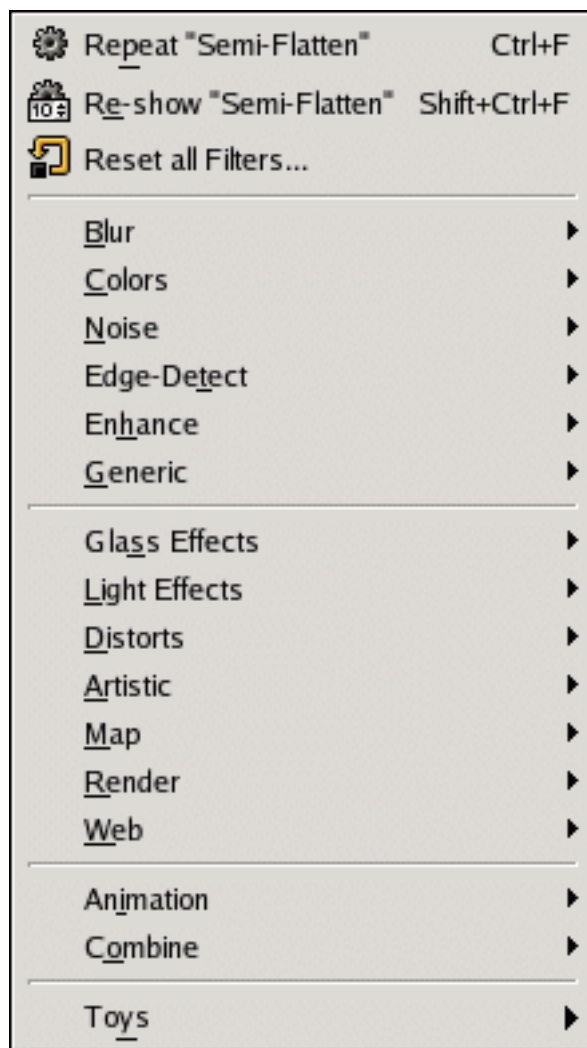 Repeat "Semi-Flatten" Ctrl+F
Re-show "Semi-Flatten" Shift+Ctrl+F
10
Reset all Filters...
Blur
Colors
Noise
Edge-Detect
Enhance
Generic
Glass Effects
Light Effects
Distorts
Artistic
Map
Render
Web
Animation
Combine
Toys